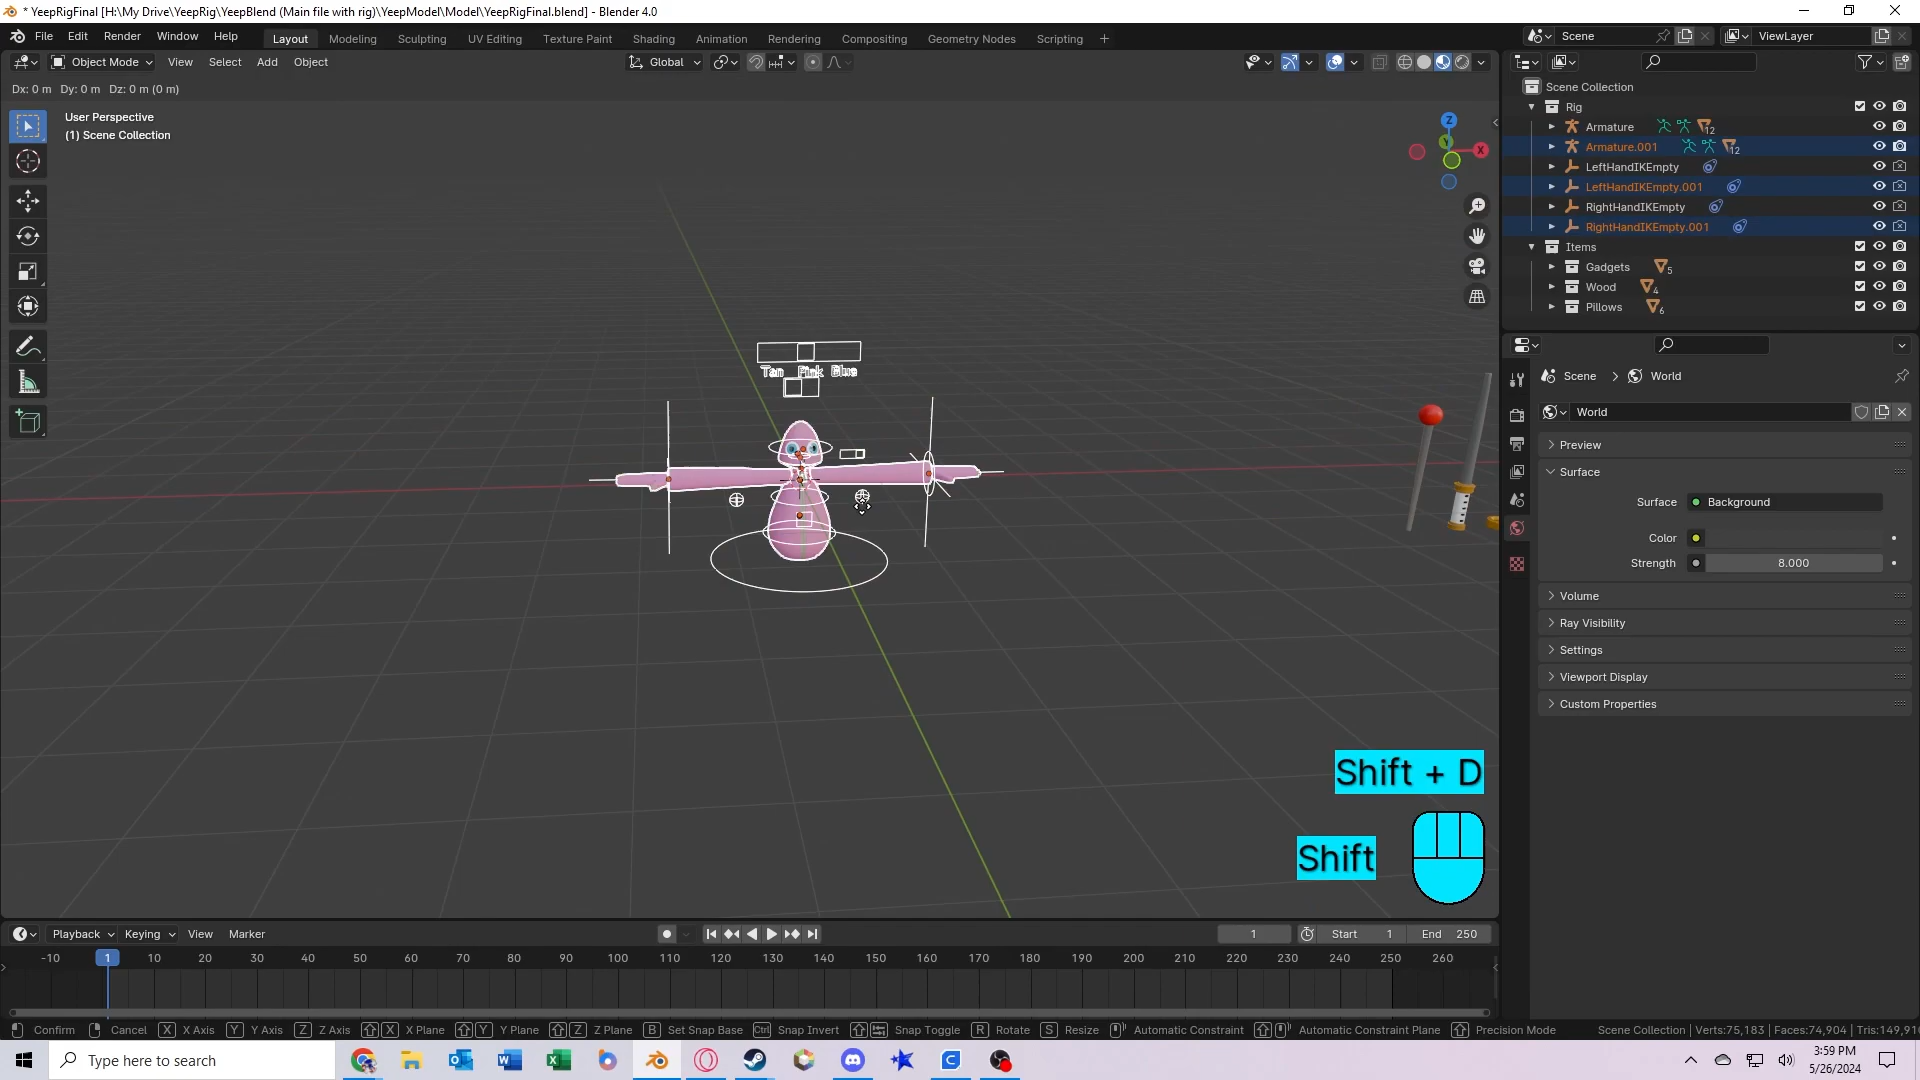 * YeepRigFinal [H:\My Drive\YeepRig\YeepBlend (Main file with rig)\YeepModel\Model\YeepRigFinal.blend] - Blender 4.0
File Edit Render Window Help Layout Modeling Sculpting UV Editing Texture Paint Shading Animation Rendering Compositing Geometry Nodes Scripting + Scene ViewLayer
Object Mode View Select Add Object Global
Dx: 0 m Dy: 0 m Dz: 0 m (0 m)
User Perspective
(1) Scene Collection
Z
Y
X
Tan Pink Blue
Scene Collection
Rig
Armature 12
Armature.001 12
LeftHandIKEmpty
LeftHandIKEmpty.001
RightHandIKEmpty
RightHandIKEmpty.001
Items
Gadgets 5
Wood 4
Pillows 6
Scene > World
World
Preview
Surface
Surface Background
Color
Strength 8.000
Volume
Ray Visibility
Settings
Viewport Display
Custom Properties
Shift + D
Shift
Playback Keying View Marker 1 Start 1 End 250
-10 1 10 20 30 40 50 60 70 80 90 100 110 120 130 140 150 160 170 180 190 200 210 220 230 240 250 260
Confirm Cancel X X Axis Y Y Axis Z Z Axis X X Plane Y Y Plane Z Z Plane B Set Snap Base Ctrl Snap Invert Snap Toggle R Rotate S Resize Automatic Constraint Automatic Constraint Plane Precision Mode Scene Collection | Verts:75,183 | Faces:74,904 | Tris:149,910
Type here to search
3:59 PM
5/26/2024